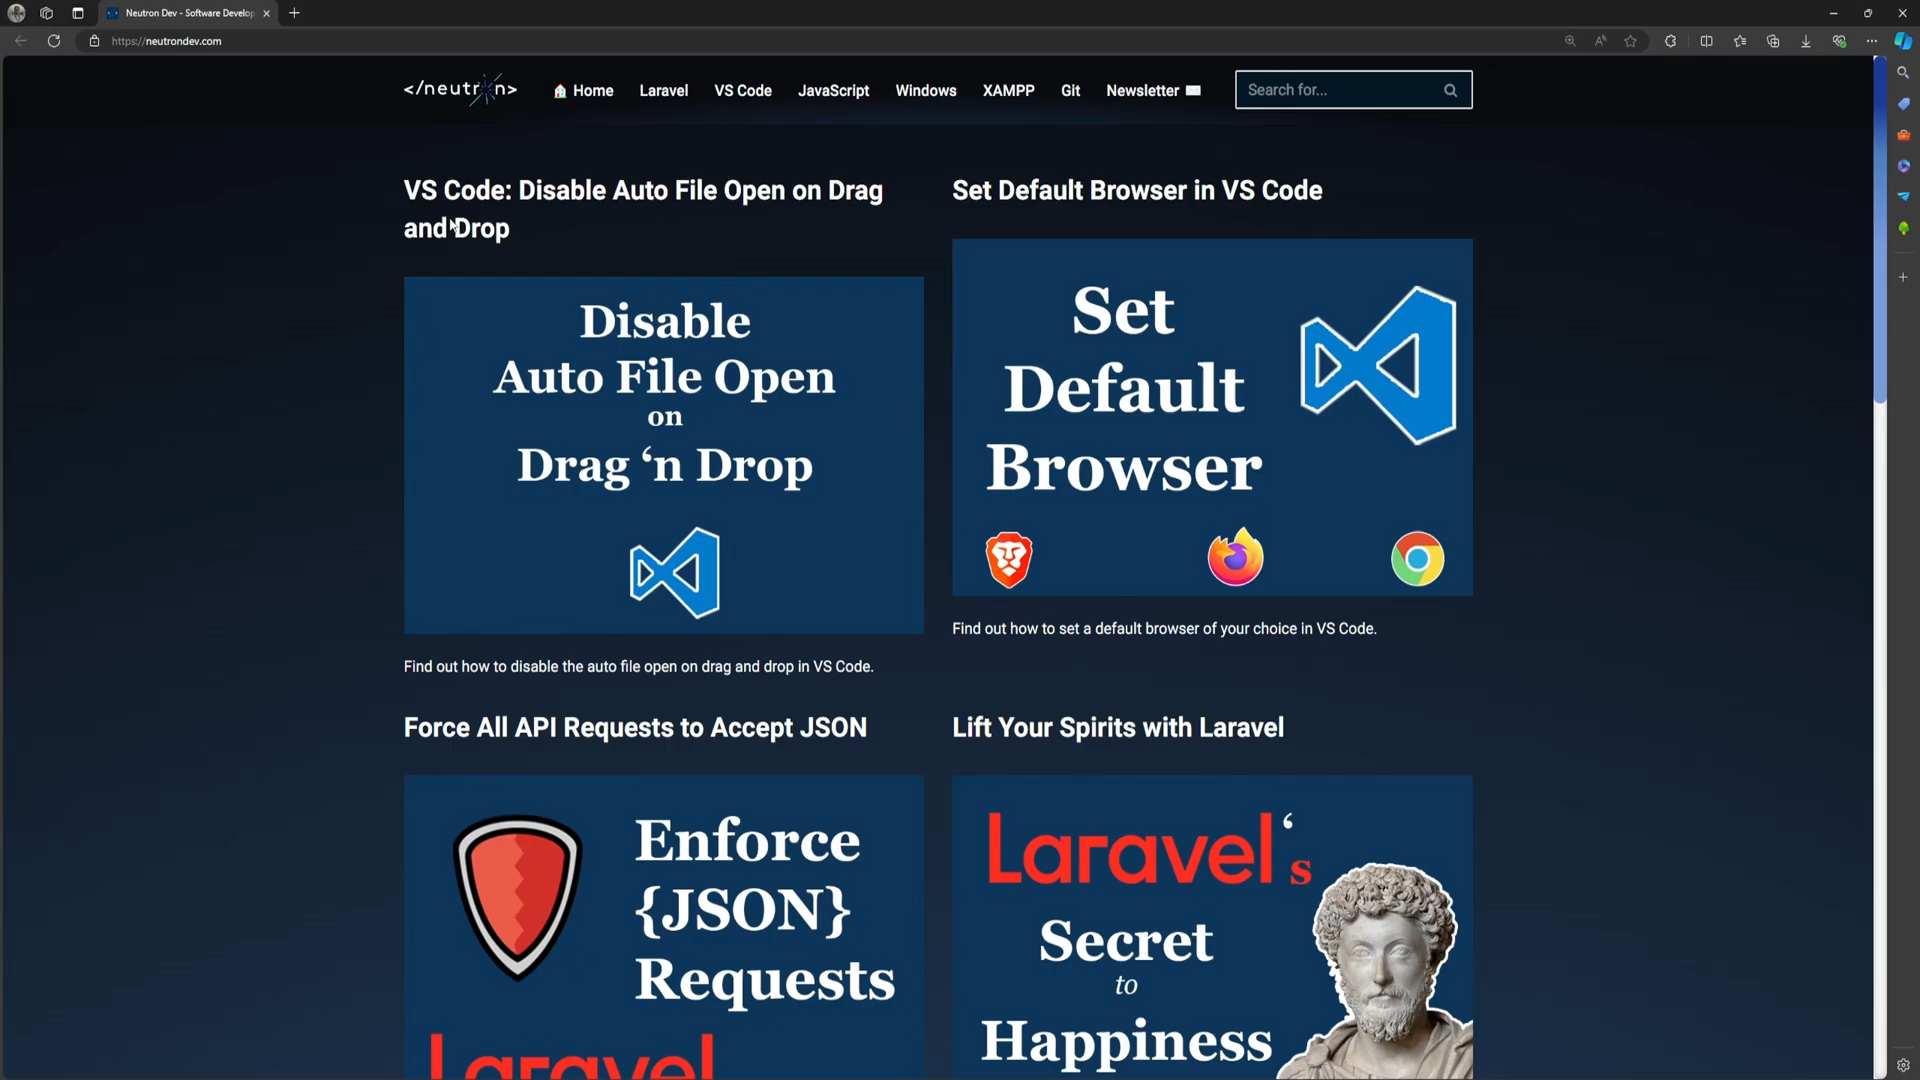 Neutron Dev - Software Develop
https://neutrondev.com
</neutron>
Home
Laravel
VS Code
JavaScript
Windows
XAMPP
Git
Newsletter
Search for...
VS Code: Disable Auto File Open on Drag
and Drop
Disable
Auto File Open
on
Drag ‘n Drop
Find out how to disable the auto file open on drag and drop in VS Code.
Set Default Browser in VS Code
Set
Default
Browser
Find out how to set a default browser of your choice in VS Code.
Force All API Requests to Accept JSON
Enforce
{JSON}
Requests
Laravel
Lift Your Spirits with Laravel
Laravel‘s
Secret
to
Happiness